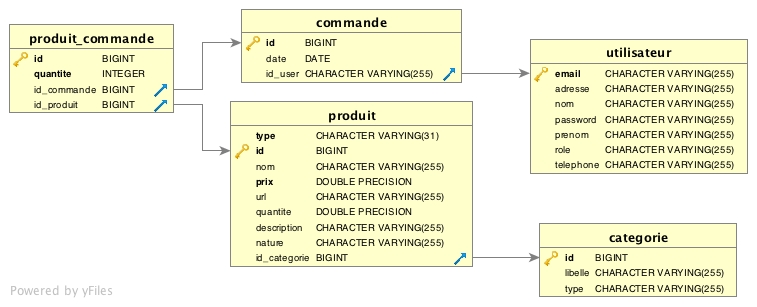 produit_commande
id BIGINT
quantite INTEGER
id_commande BIGINT
id_produit BIGINT
commande
id BIGINT
date DATE
id_user CHARACTER VARYING(255)
produit
type CHARACTER VARYING(31)
id BIGINT
nom CHARACTER VARYING(255)
prix DOUBLE PRECISION
url CHARACTER VARYING(255)
quantite DOUBLE PRECISION
description CHARACTER VARYING(255)
nature CHARACTER VARYING(255)
id_categorie BIGINT
utilisateur
email CHARACTER VARYING(255)
adresse CHARACTER VARYING(255)
nom CHARACTER VARYING(255)
password CHARACTER VARYING(255)
prenom CHARACTER VARYING(255)
role CHARACTER VARYING(255)
telephone CHARACTER VARYING(255)
categorie
id BIGINT
libelle CHARACTER VARYING(255)
type CHARACTER VARYING(255)
Powered by yFiles